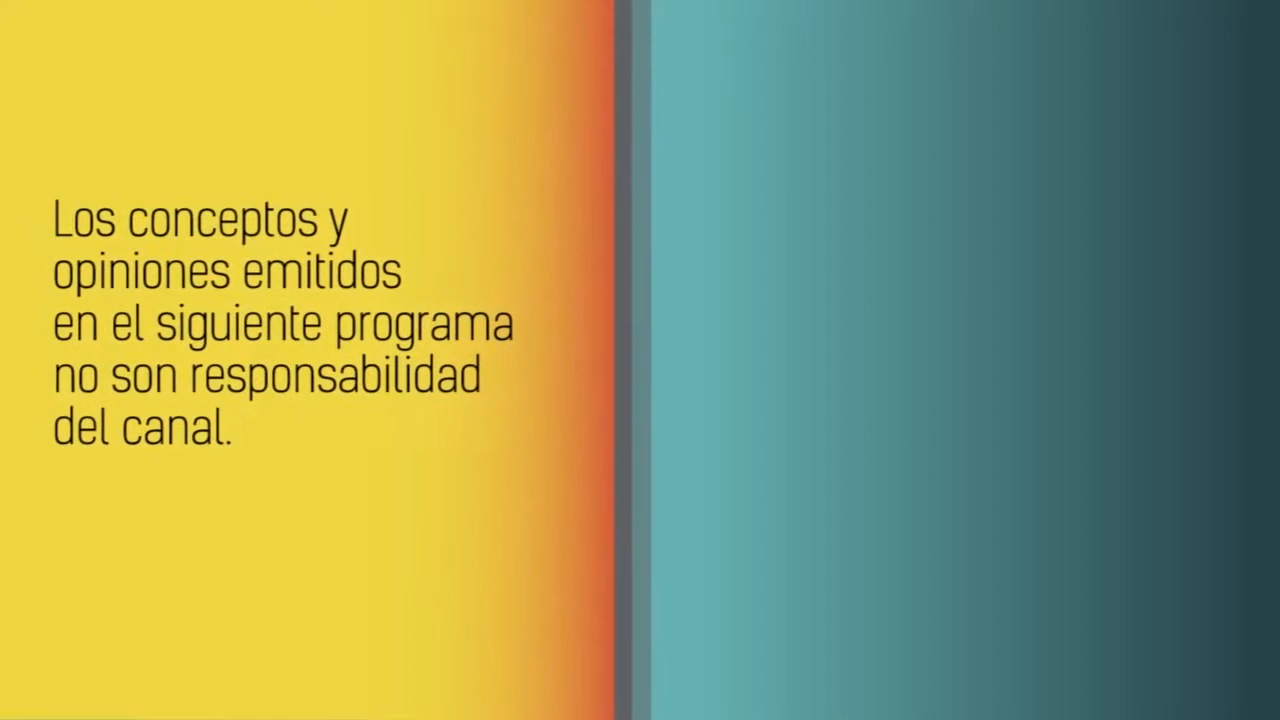 Los conceptos y
opiniones emitidos
en el siguiente programa
no son responsabilidad
del canal.